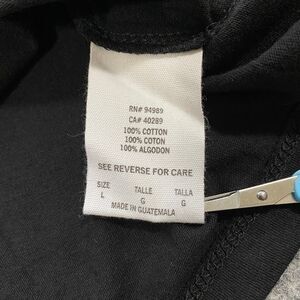 RN# 94989
CA# 40289
100% COTTON
100% COTON
100% ALGODON
SEE REVERSE FOR CARE
SIZE TALLE TALLA
L G G
MADE IN GUATEMALA